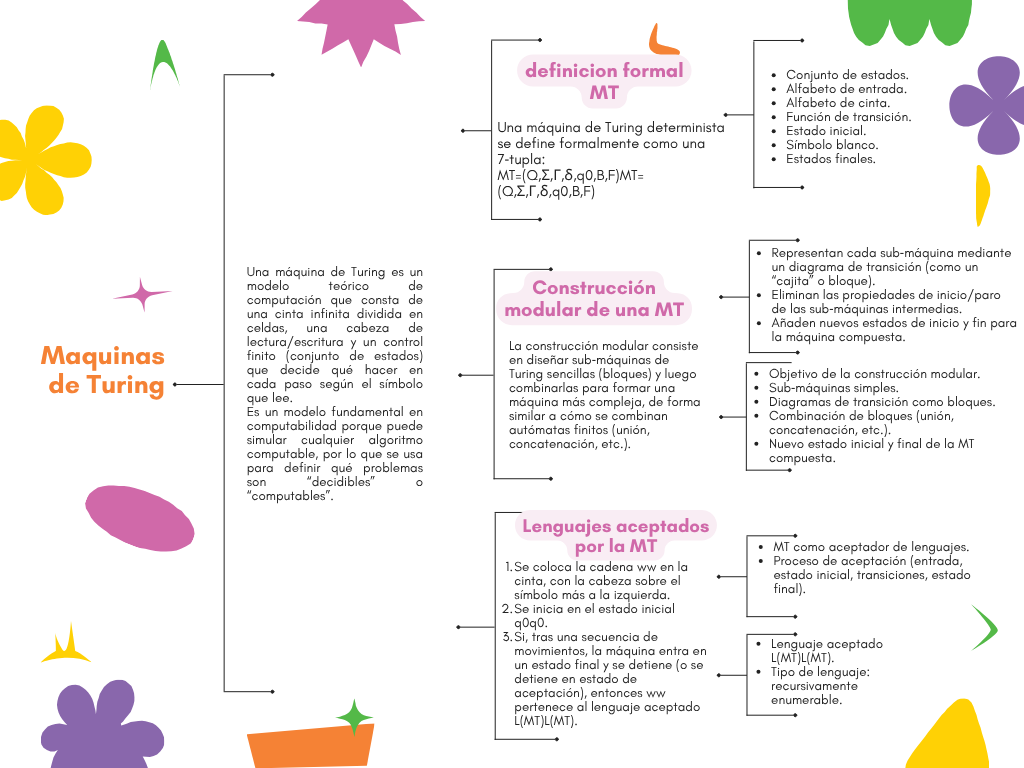 Maquinas
de Turing
Una máquina de Turing es un
modelo teórico de
computación que consta de
una cinta infinita dividida en
celdas, una cabeza de
lectura/escritura y un control
finito (conjunto de estados)
que decide qué hacer en
cada paso según el símbolo
que lee.
Es un modelo fundamental en
computabilidad porque puede
simular cualquier algoritmo
computable, por lo que se usa
para definir qué problemas
son “decidibles” o
“computables”.
definicion formal
MT
Una máquina de Turing determinista
se define formalmente como una
7-tupla:
MT=(Q,Σ,Γ,δ,q0,B,F)MT=
(Q,Σ,Γ,δ,q0,B,F)
• Conjunto de estados.
• Alfabeto de entrada.
• Alfabeto de cinta.
• Función de transición.
• Estado inicial.
• Símbolo blanco.
• Estados finales.
Construcción
modular de una MT
La construcción modular consiste
en diseñar sub-máquinas de
Turing sencillas (bloques) y luego
combinarlas para formar una
máquina más compleja, de forma
similar a cómo se combinan
autómatas finitos (unión,
concatenación, etc.).
• Representan cada sub-máquina mediante
un diagrama de transición (como un
“cajita” o bloque).
• Eliminan las propiedades de inicio/paro
de las sub-máquinas intermedias.
• Añaden nuevos estados de inicio y fin para
la máquina compuesta.
• Objetivo de la construcción modular.
• Sub-máquinas simples.
• Diagramas de transición como bloques.
• Combinación de bloques (unión,
concatenación, etc.).
• Nuevo estado inicial y final de la MT
compuesta.
Lenguajes aceptados
por la MT
1. Se coloca la cadena ww en la
cinta, con la cabeza sobre el
símbolo más a la izquierda.
2. Se inicia en el estado inicial
q0q0.
3. Si, tras una secuencia de
movimientos, la máquina entra en
un estado final y se detiene (o se
detiene en estado de
aceptación), entonces ww
pertenece al lenguaje aceptado
L(MT)L(MT).
• MT como aceptador de lenguajes.
• Proceso de aceptación (entrada,
estado inicial, transiciones, estado
final).
• Lenguaje aceptado
L(MT)L(MT).
• Tipo de lenguaje:
recursivamente
enumerable.